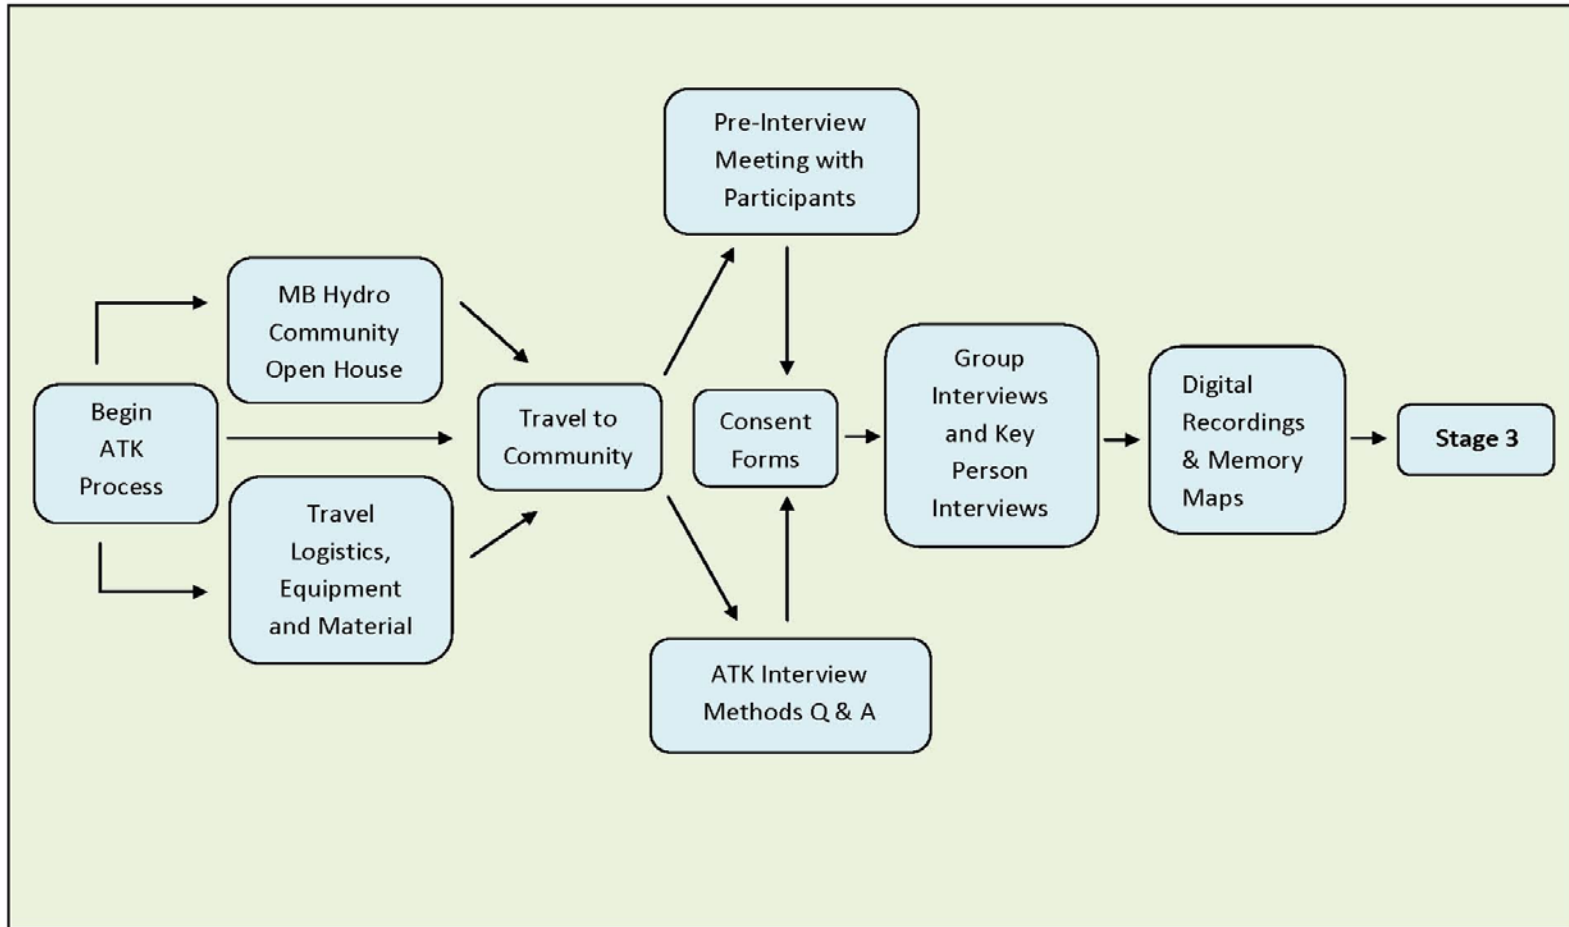 Begin
ATK
Process
MB Hydro
Community
Open House
Travel
Logistics,
Equipment
and Material
Travel to
Community
Pre-Interview
Meeting with
Participants
ATK Interview
Methods Q & A
Consent
Forms
Group
Interviews
and Key
Person
Interviews
Digital
Recordings
& Memory
Maps
Stage 3